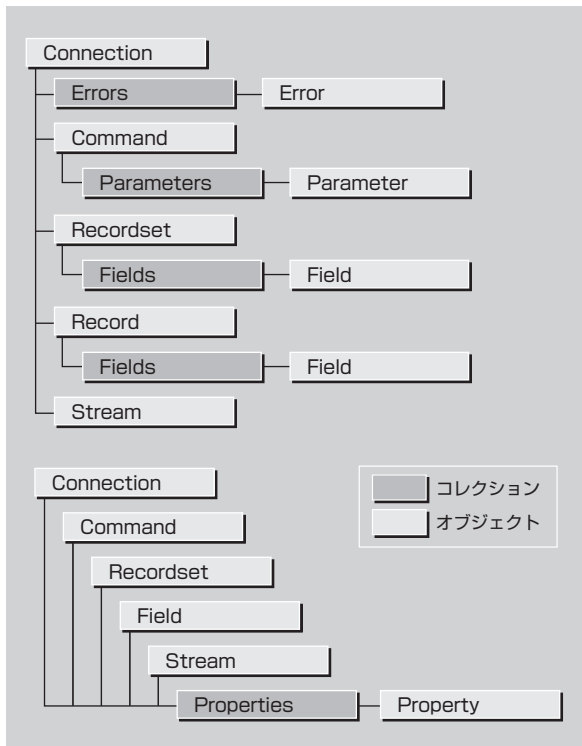 Connection
Errors
Error
Command
Parameters
Parameter
Recordset
Fields
Field
Record
Fields
Field
Stream
Connection
Command
Recordset
Field
Stream
Properties
Property
コレクション
オブジェクト